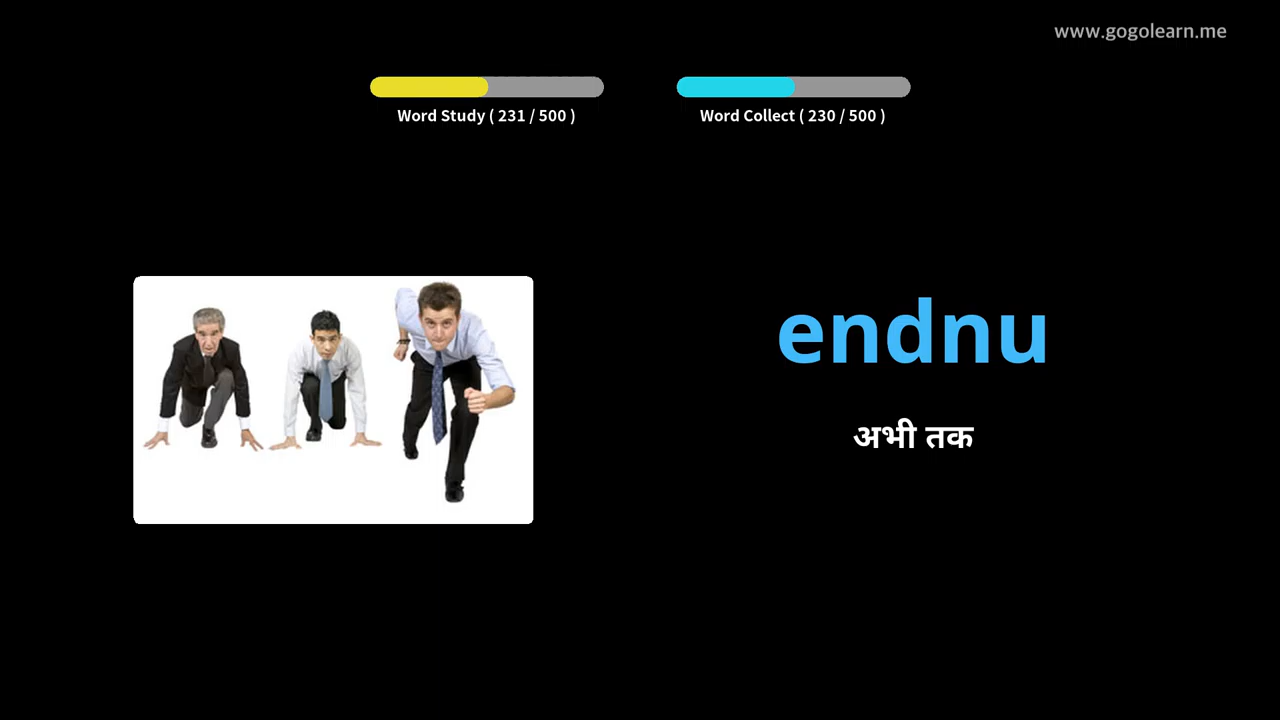 www.gogolearn.me
Word Study ( 231 / 500 )
Word Collect ( 230 / 500 )
endnu
अभी तक